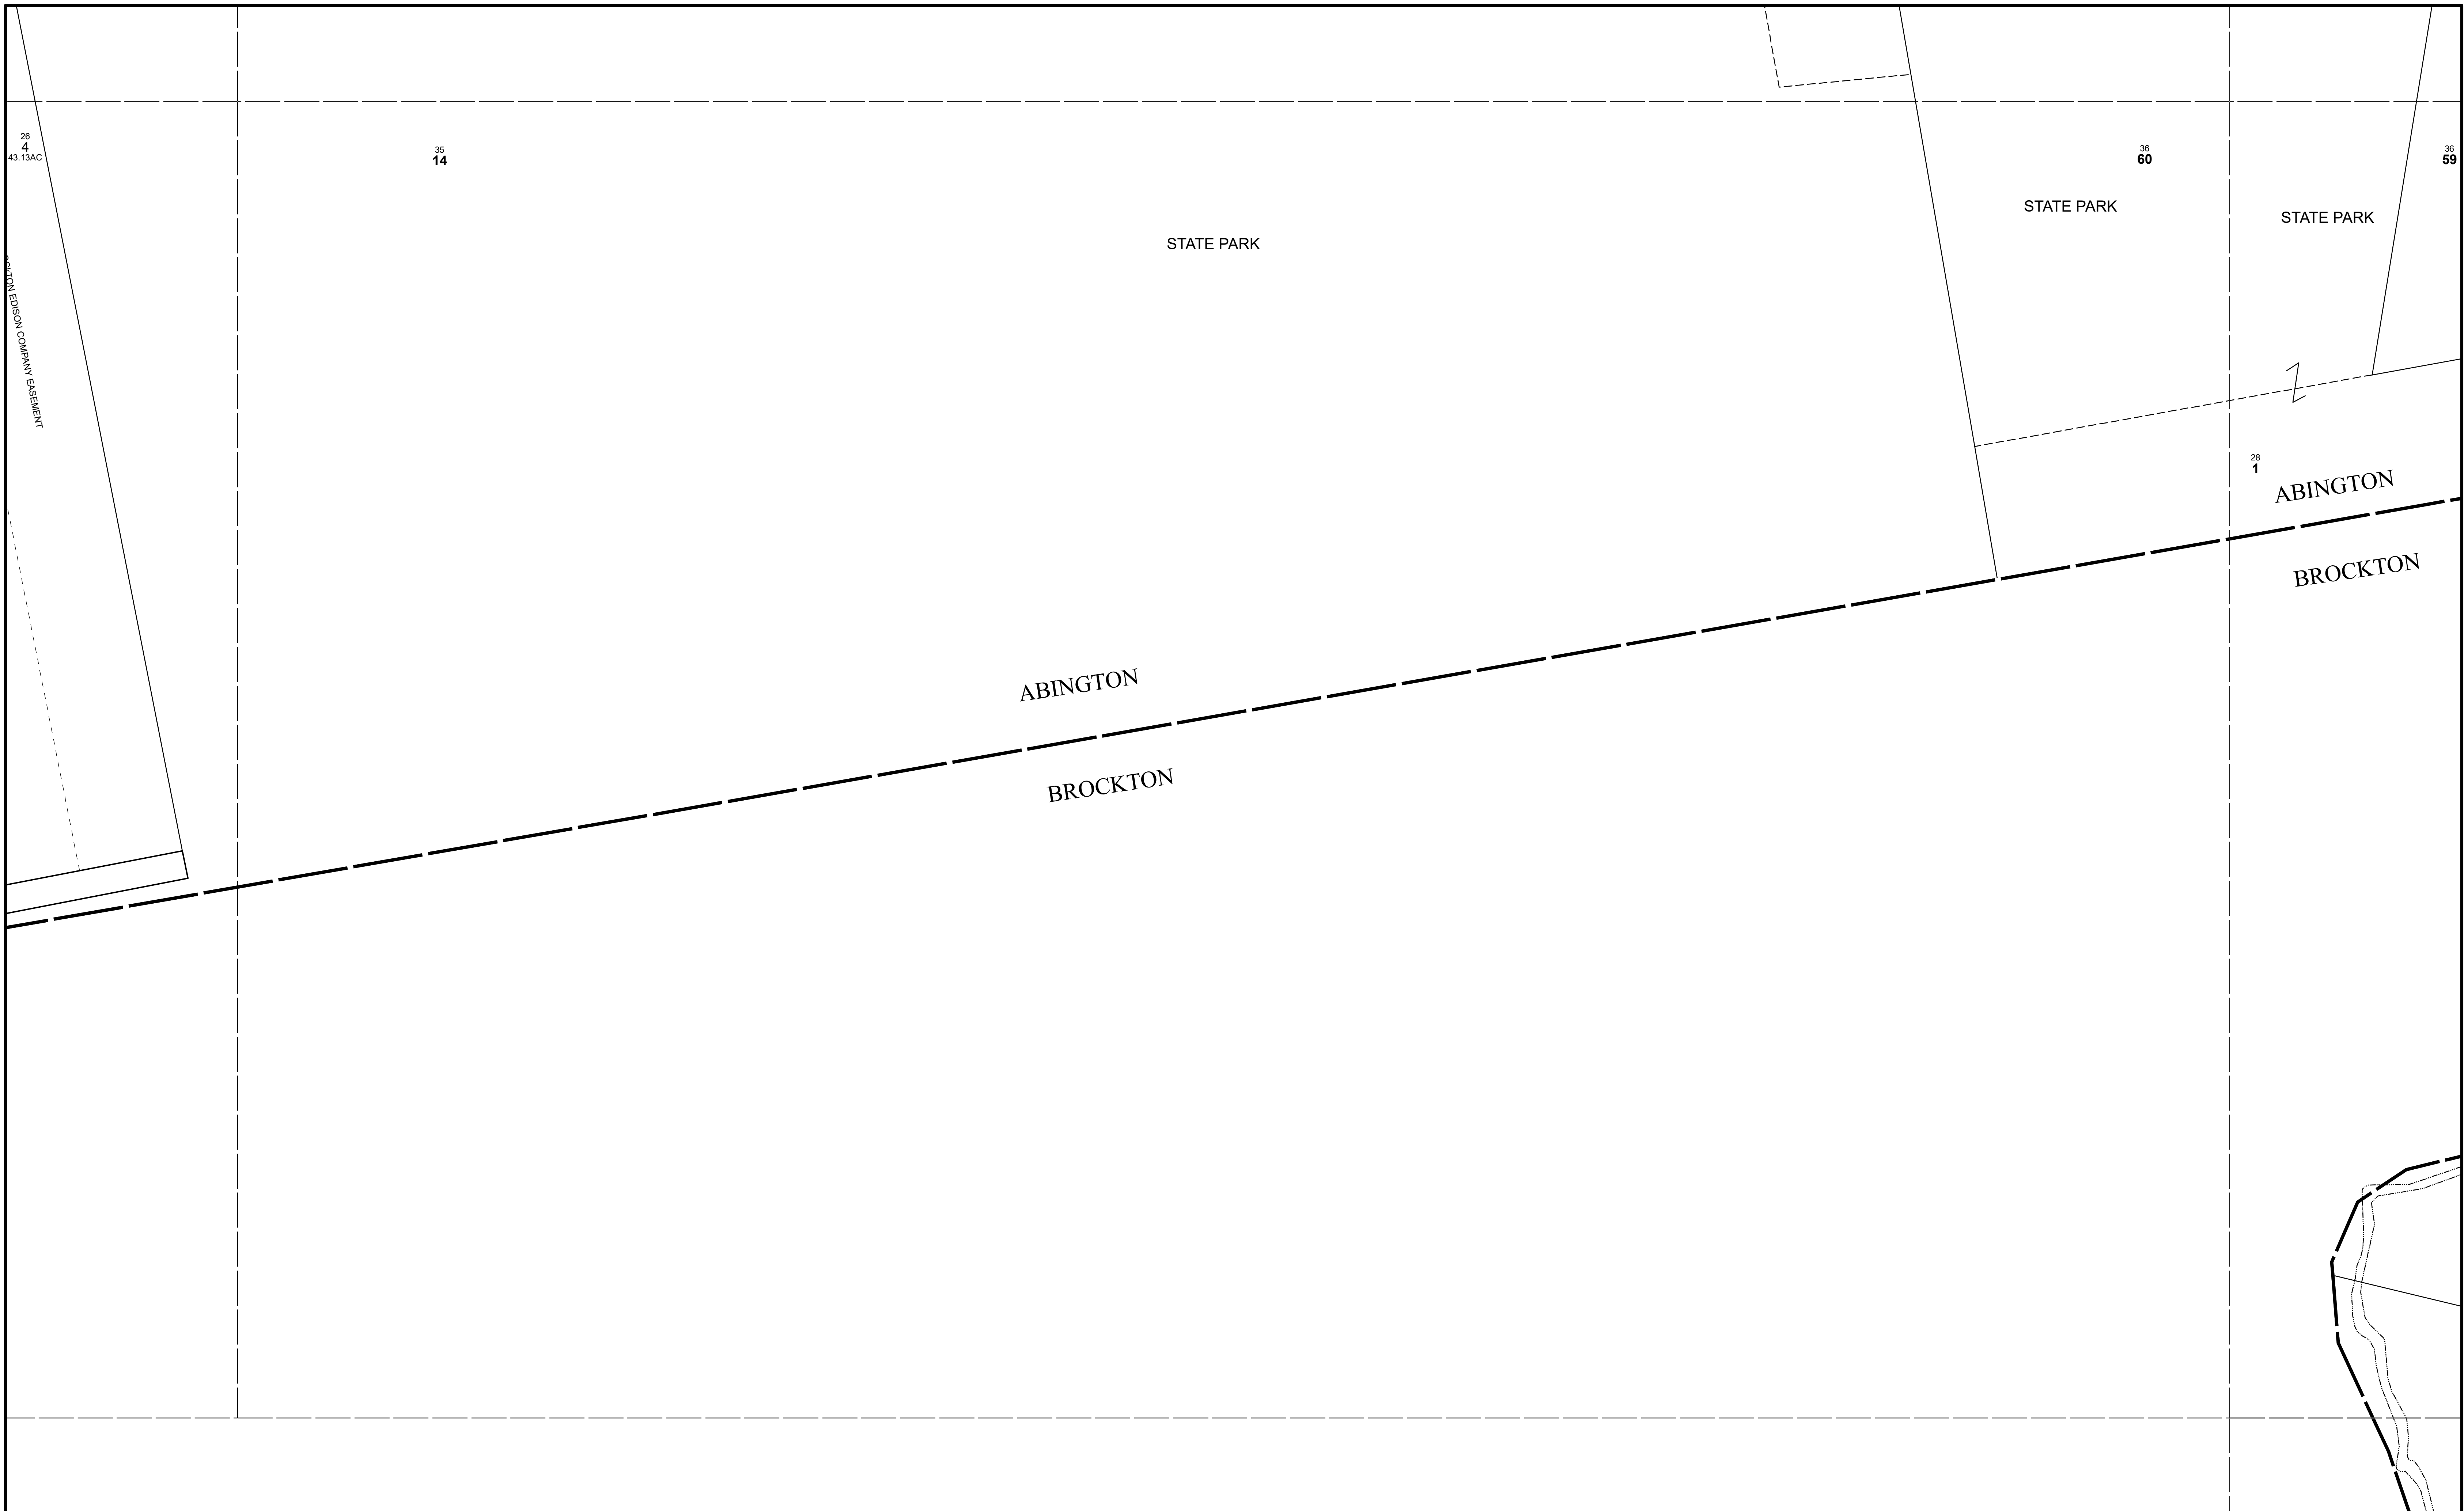 26
4
43.13AC
35
14
36
60
36
59
STATE PARK
STATE PARK
STATE PARK
OCKTON EDISON COMPANY EASEMENT
28
1
ABINGTON
BROCKTON
ABINGTON
BROCKTON